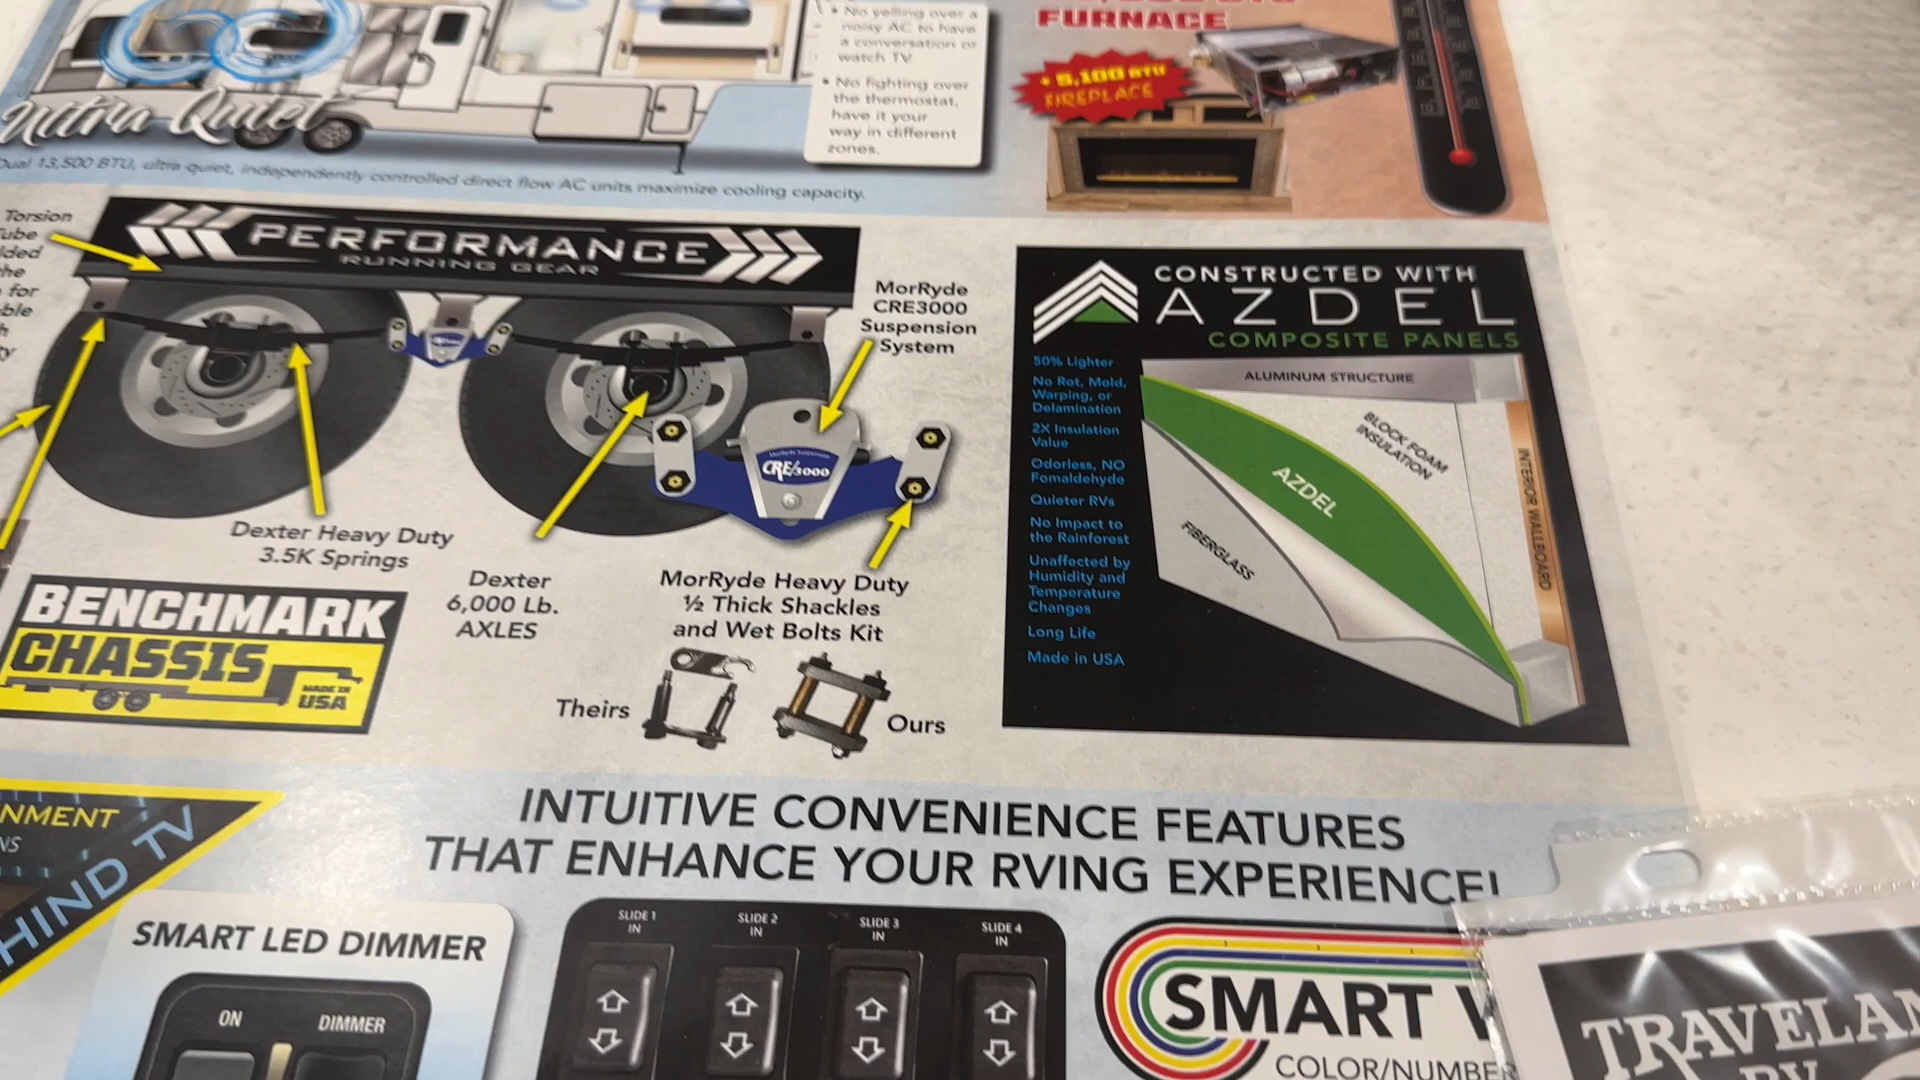 Ultra Quiet
• No yelling over a
noisy AC to have
a conversation or
watch TV.
• No fighting over
the thermostat,
have it your
way in different
zones.
Dual 13,500 BTU, ultra quiet, independently controlled direct flow AC units maximize cooling capacity.
FURNACE
+ 5,100 BTU
FIREPLACE
Torsion
Tube
PERFORMANCE
RUNNING GEAR
MorRyde
CRE3000
Suspension
System
MorRyde Suspension
CRE/3000
Dexter Heavy Duty
3.5K Springs
Dexter
6,000 Lb.
AXLES
MorRyde Heavy Duty
½ Thick Shackles
and Wet Bolts Kit
Theirs
Ours
BENCHMARK
CHASSIS
MADE IN
USA
CONSTRUCTED WITH
AZDEL
COMPOSITE PANELS
50% Lighter
No Rot, Mold,
Warping, or
Delamination
2X Insulation
Value
Odorless, NO
Fomaldehyde
Quieter RVs
No Impact to
the Rainforest
Unaffected by
Humidity and
Temperature
Changes
Long Life
Made in USA
ALUMINUM STRUCTURE
BLOCK FOAM
INSULATION
INTERIOR WALLBOARD
AZDEL
FIBERGLASS
INTUITIVE CONVENIENCE FEATURES
THAT ENHANCE YOUR RVING EXPERIENCE!
HIND TV
SMART LED DIMMER
ON
DIMMER
SLIDE 1
IN
SLIDE 2
IN
SLIDE 3
IN
SLIDE 4
IN
SMART
COLOR/NUMBER
TRAVELAN
RV